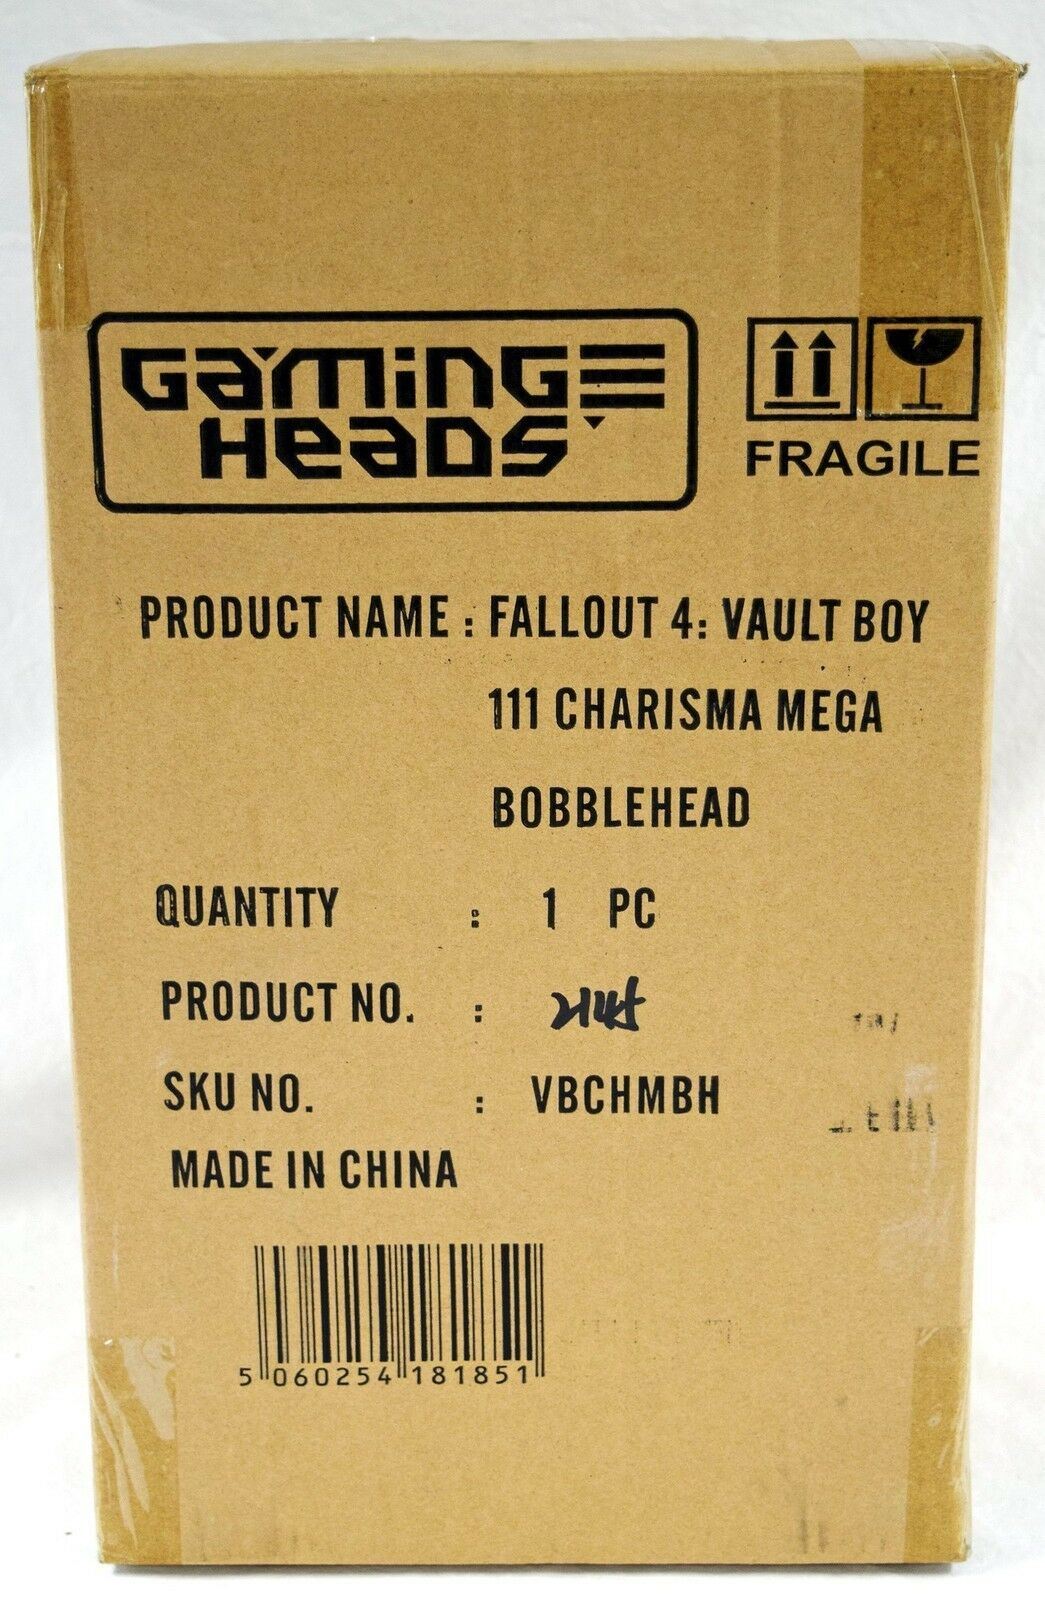 GAMING
HEADS
FRAGILE
PRODUCT NAME : FALLOUT 4: VAULT BOY
111 CHARISMA MEGA
BOBBLEHEAD
QUANTITY : 1 PC
PRODUCT NO. : 2145
SKU NO. : VBCHMBH
MADE IN CHINA
5 060254 181851